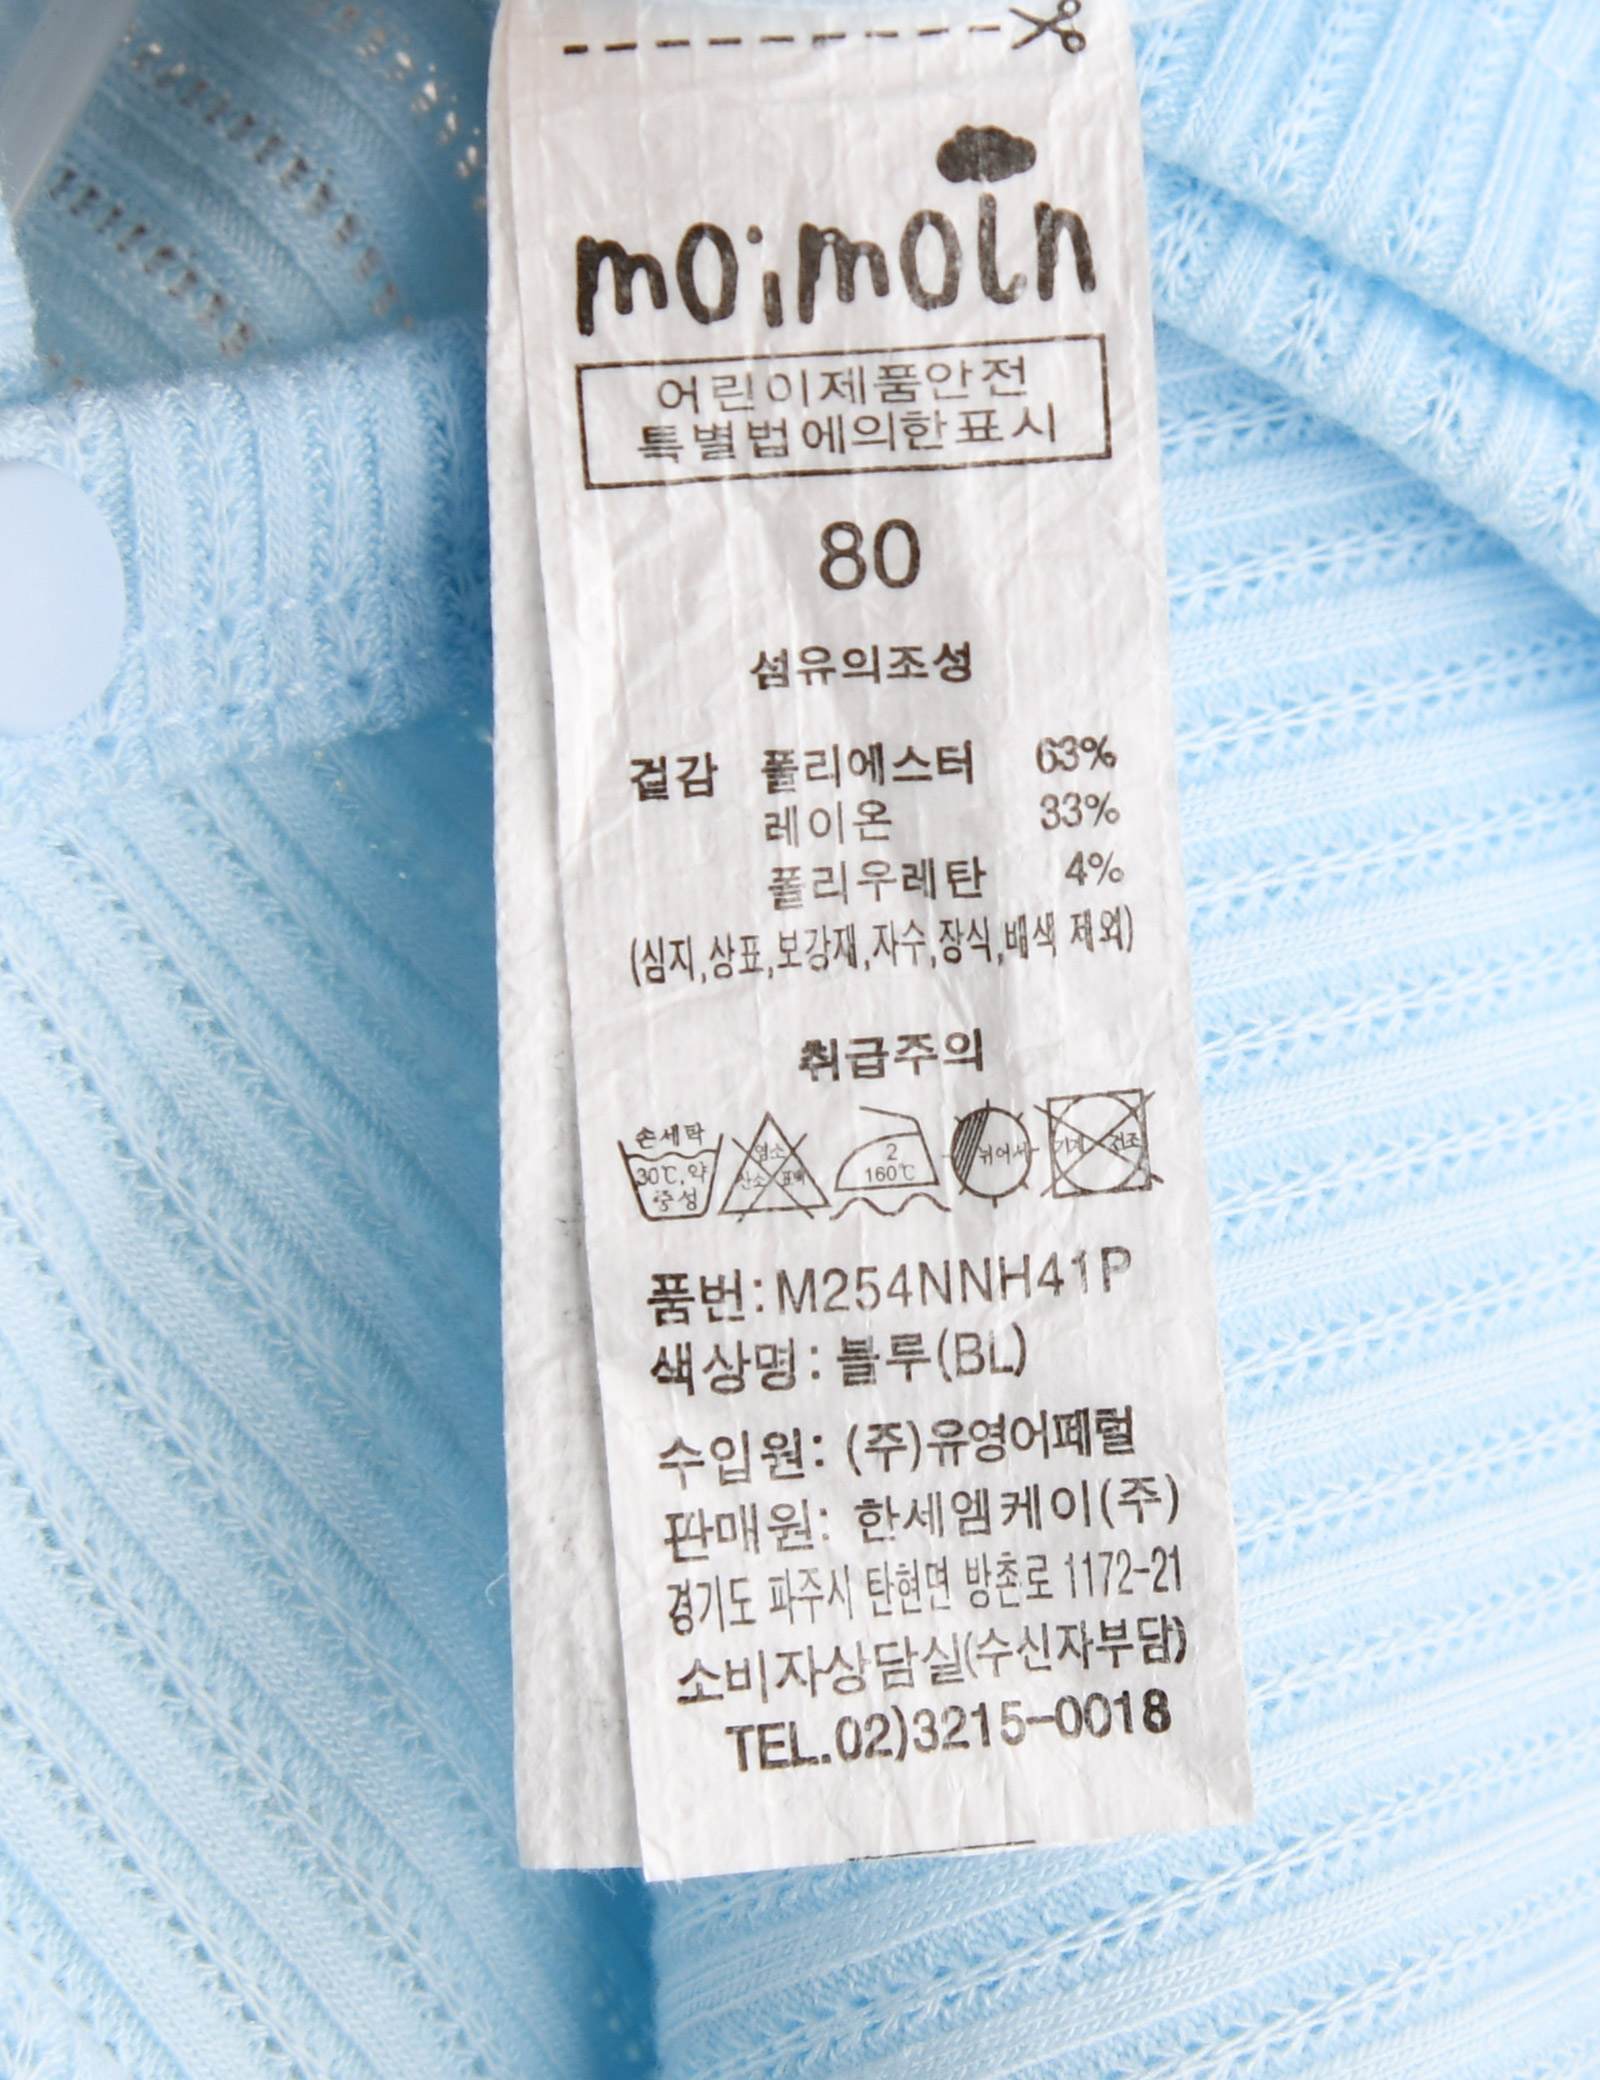 moimoln
어린이제품안전
특별법에의한표시
80
섬유의조성
겉감 폴리에스터 63%
레이온 33%
폴리우레탄 4%
(심지,상표,보강재,자수,장식,배색 제외)
취급주의
손세탁 30℃,약 중성
염소 산소 표백
2 160℃
뉘어서
기계 건조
품번:M254NNH41P
색상명:블루(BL)
수입원: (주)유영어패럴
판매원: 한세엠케이(주)
경기도 파주시 탄현면 방촌로 1172-21
소비자상담실(수신자부담)
TEL.02)3215-0018